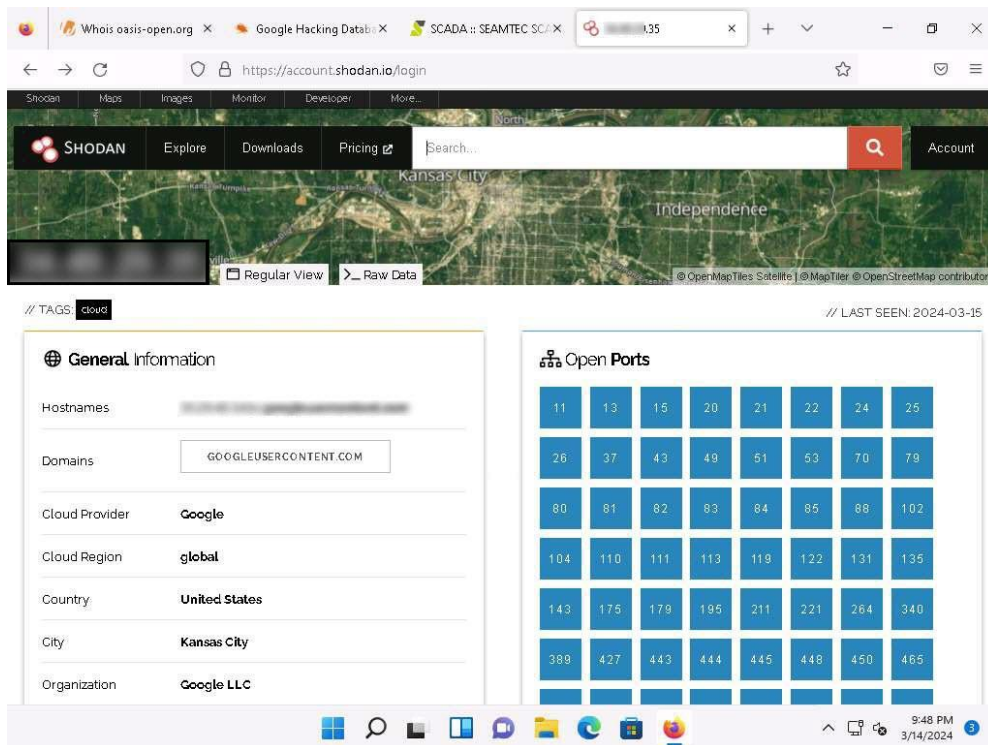 Whois oasis-open.org
Google Hacking Databa
SCADA :: SEAMTEC SCA
.35
https://account.shodan.io/login
Shodan Maps Images Monitor Developer More...
SHODAN Explore Downloads Pricing Search... Account
Kansas City
Independence
Regular View >_ Raw Data
© OpenMapTiles Satellite | © MapTiler © OpenStreetMap contributor
// TAGS: cloud
// LAST SEEN: 2024-03-15
General Information
Hostnames
Domains GOOGLEUSERCONTENT.COM
Cloud Provider Google
Cloud Region global
Country United States
City Kansas City
Organization Google LLC
Open Ports
11 13 15 20 21 22 24 25
26 37 43 49 51 53 70 79
80 81 82 83 84 85 88 102
104 110 111 113 119 122 131 135
143 175 179 195 211 221 264 340
389 427 443 444 445 448 450 465
9:48 PM
3/14/2024
3